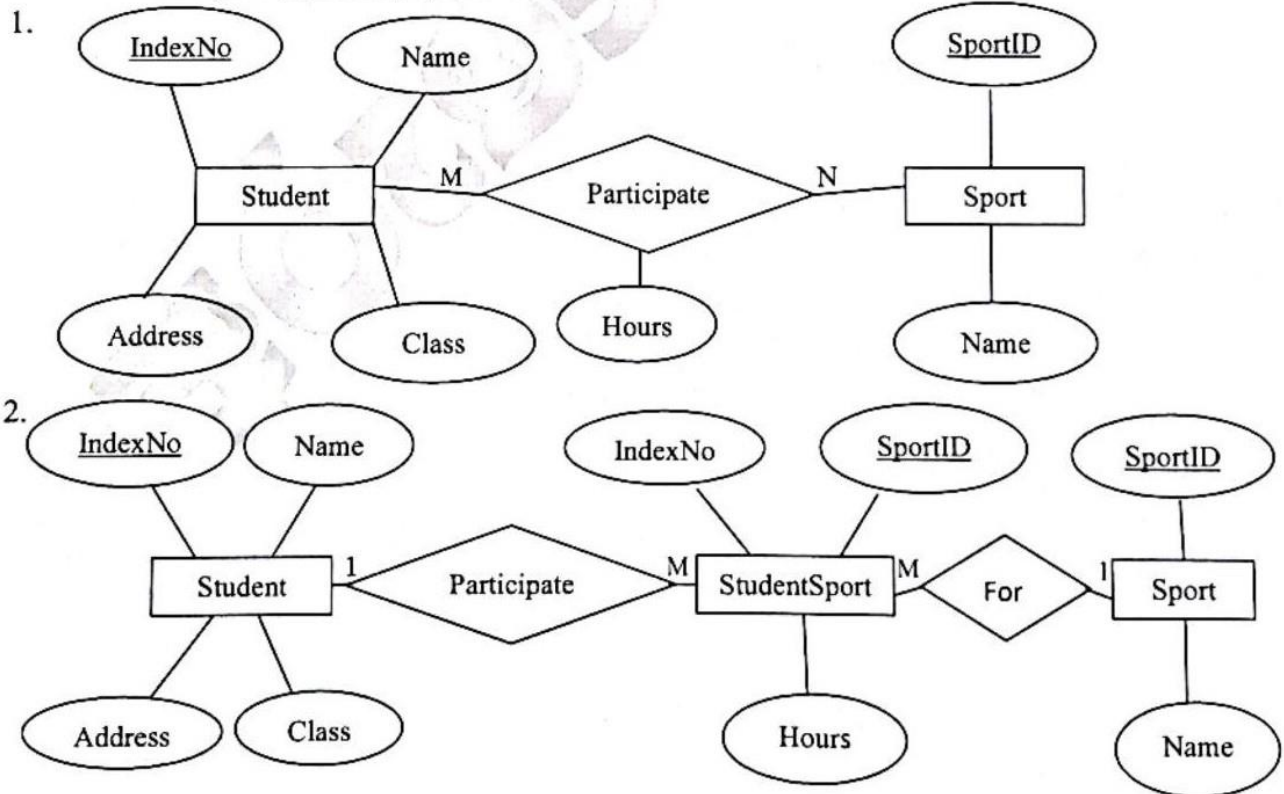 1.
IndexNo Name SportID
Student M Participate N Sport
Address Class Hours Name
2.
IndexNo Name IndexNo SportID SportID
Student 1 Participate M StudentSport M For 1 Sport
Address Class Hours Name